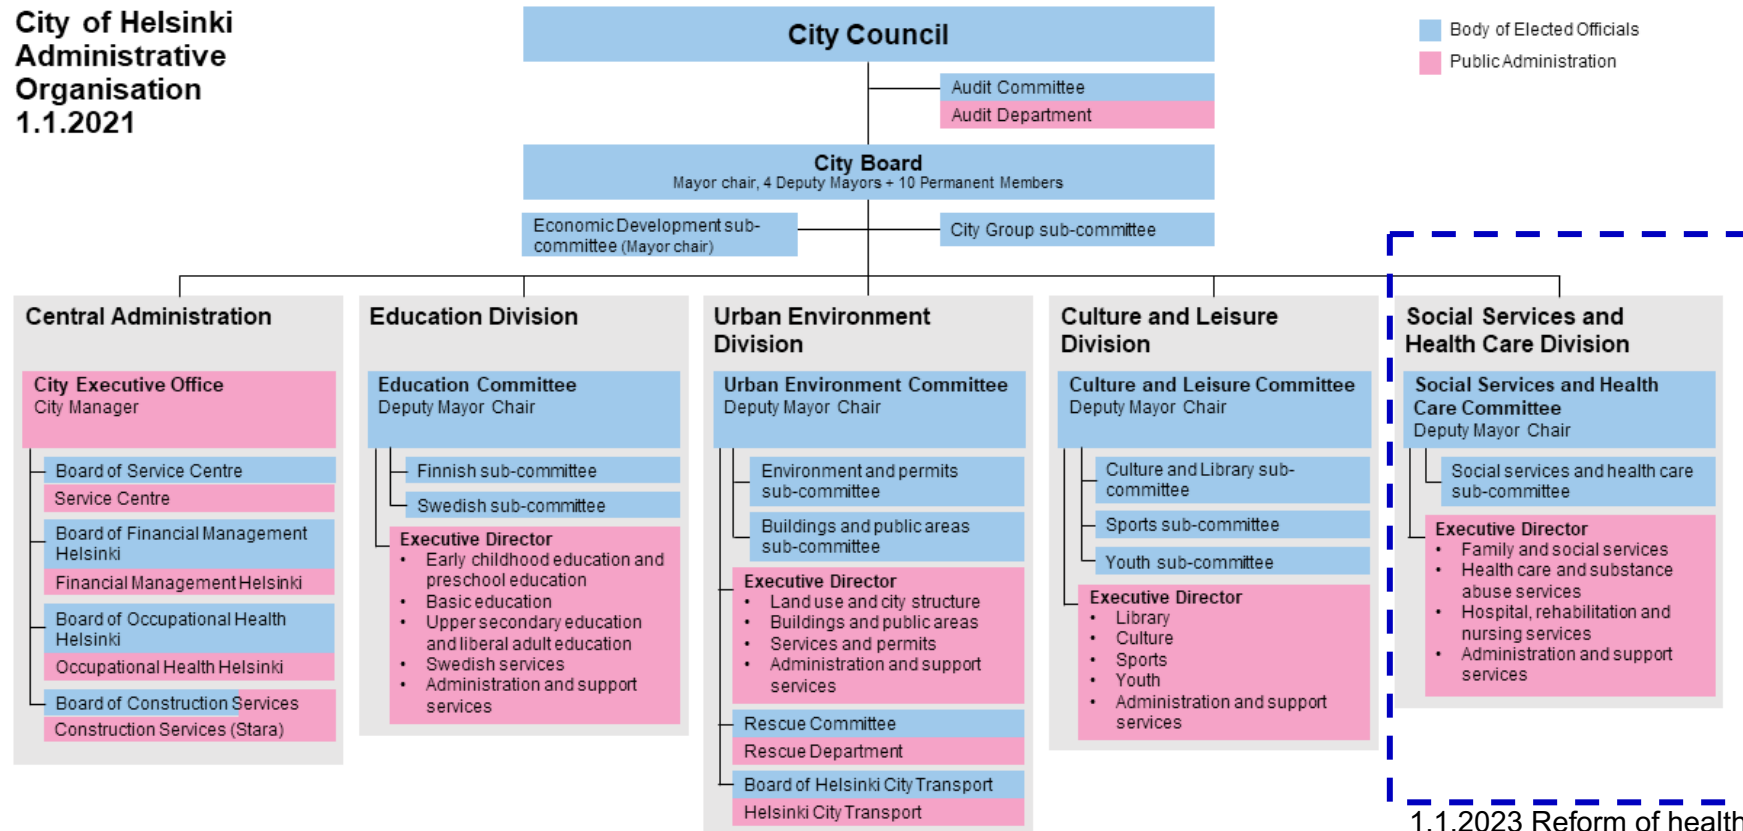 City of Helsinki
Administrative
Organisation
1.1.2021
City Council
Body of Elected Officials
Public Administration
Audit Committee
Audit Department
City Board
Mayor chair, 4 Deputy Mayors + 10 Permanent Members
Economic Development sub-
committee (Mayor chair)
City Group sub-committee
Central Administration
City Executive Office
City Manager
Board of Service Centre
Service Centre
Board of Financial Management
Helsinki
Financial Management Helsinki
Board of Occupational Health
Helsinki
Occupational Health Helsinki
Board of Construction Services
Construction Services (Stara)
Education Division
Education Committee
Deputy Mayor Chair
Finnish sub-committee
Swedish sub-committee
Executive Director
• Early childhood education and
preschool education
• Basic education
• Upper secondary education
and liberal adult education
• Swedish services
• Administration and support
services
Urban Environment
Division
Urban Environment Committee
Deputy Mayor Chair
Environment and permits
sub-committee
Buildings and public areas
sub-committee
Executive Director
• Land use and city structure
• Buildings and public areas
• Services and permits
• Administration and support
services
Rescue Committee
Rescue Department
Board of Helsinki City Transport
Helsinki City Transport
Culture and Leisure
Division
Culture and Leisure Committee
Deputy Mayor Chair
Culture and Library sub-
committee
Sports sub-committee
Youth sub-committee
Executive Director
• Library
• Culture
• Sports
• Youth
• Administration and support
services
Social Services and
Health Care Division
Social Services and Health
Care Committee
Deputy Mayor Chair
Social services and health care
sub-committee
Executive Director
• Family and social services
• Health care and substance
abuse services
• Hospital, rehabilitation and
nursing services
• Administration and support
services
1.1.2023 Reform of health